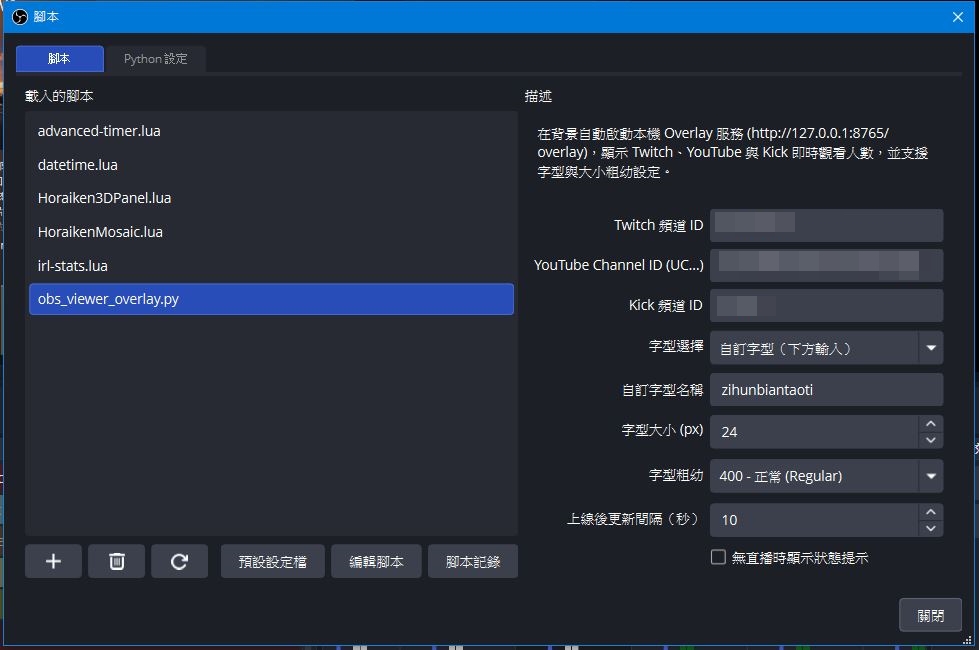 腳本
腳本
Python 設定
載入的腳本
advanced-timer.lua
datetime.lua
Horaiken3DPanel.lua
HoraikenMosaic.lua
irl-stats.lua
obs_viewer_overlay.py
預設設定檔
編輯腳本
腳本記錄
描述
在背景自動啟動本機 Overlay 服務 (http://127.0.0.1:8765/
overlay)，顯示 Twitch、YouTube 與 Kick 即時觀看人數，並支援
字型與大小粗幼設定。
Twitch 頻道 ID
YouTube Channel ID (UC...)
Kick 頻道 ID
字型選擇 自訂字型（下方輸入）
自訂字型名稱 zihunbiantaoti
字型大小 (px) 24
字型粗幼 400 - 正常 (Regular)
上線後更新間隔（秒） 10
無直播時顯示狀態提示
關閉